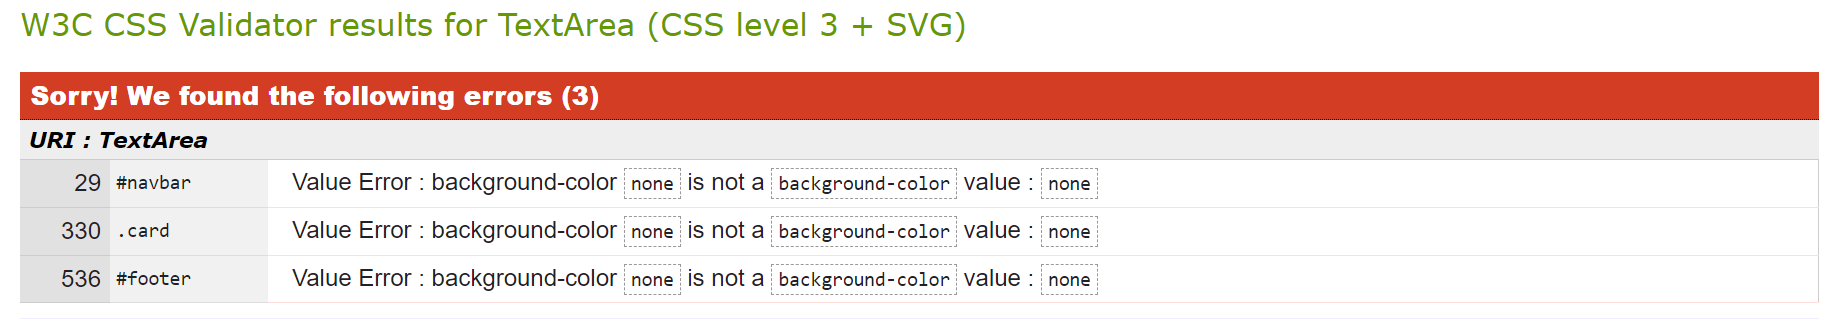 W3C CSS Validator results for TextArea (CSS level 3 + SVG)
Sorry! We found the following errors (3)
URI : TextArea
29 #navbar Value Error : background-color none is not a background-color value : none
330 .card Value Error : background-color none is not a background-color value : none
536 #footer Value Error : background-color none is not a background-color value : none